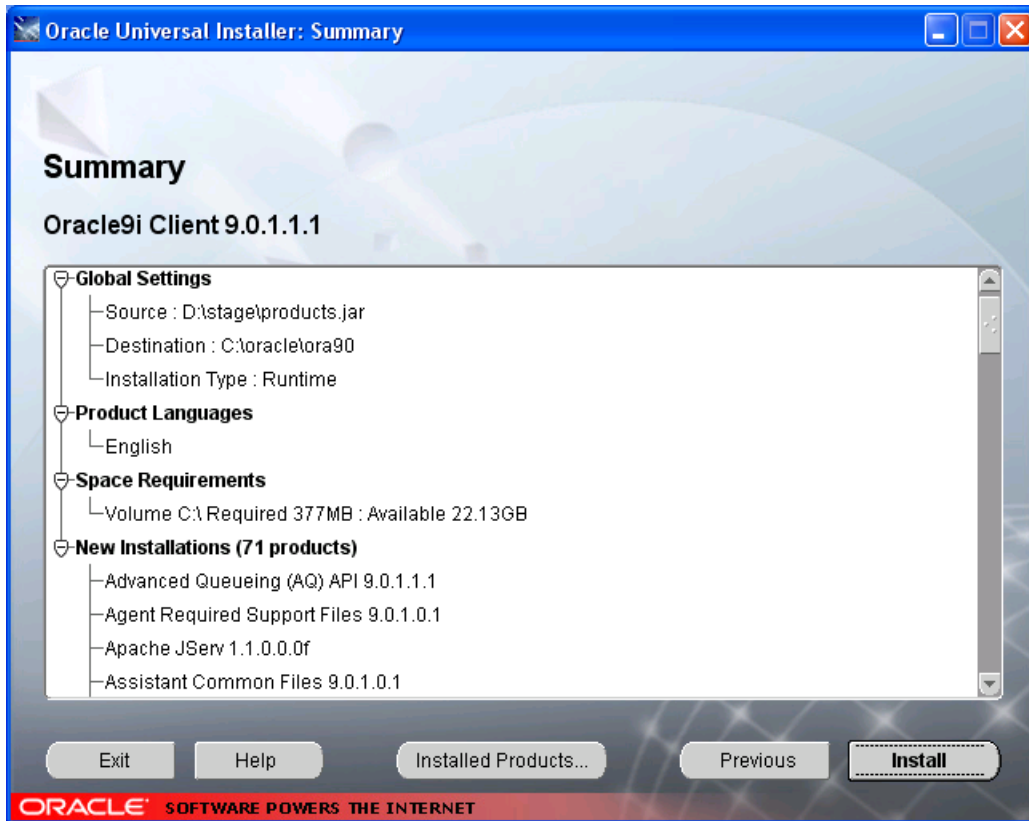 Oracle Universal Installer: Summary
Summary
Oracle9i Client 9.0.1.1.1
Global Settings
Source : D:\stage\products.jar
Destination : C:\oracle\ora90
Installation Type : Runtime
Product Languages
English
Space Requirements
Volume C:\ Required 377MB : Available 22.13GB
New Installations (71 products)
Advanced Queueing (AQ) API 9.0.1.1.1
Agent Required Support Files 9.0.1.0.1
Apache JServ 1.1.0.0.0f
Assistant Common Files 9.0.1.0.1
Exit Help Installed Products... Previous Install
ORACLE SOFTWARE POWERS THE INTERNET